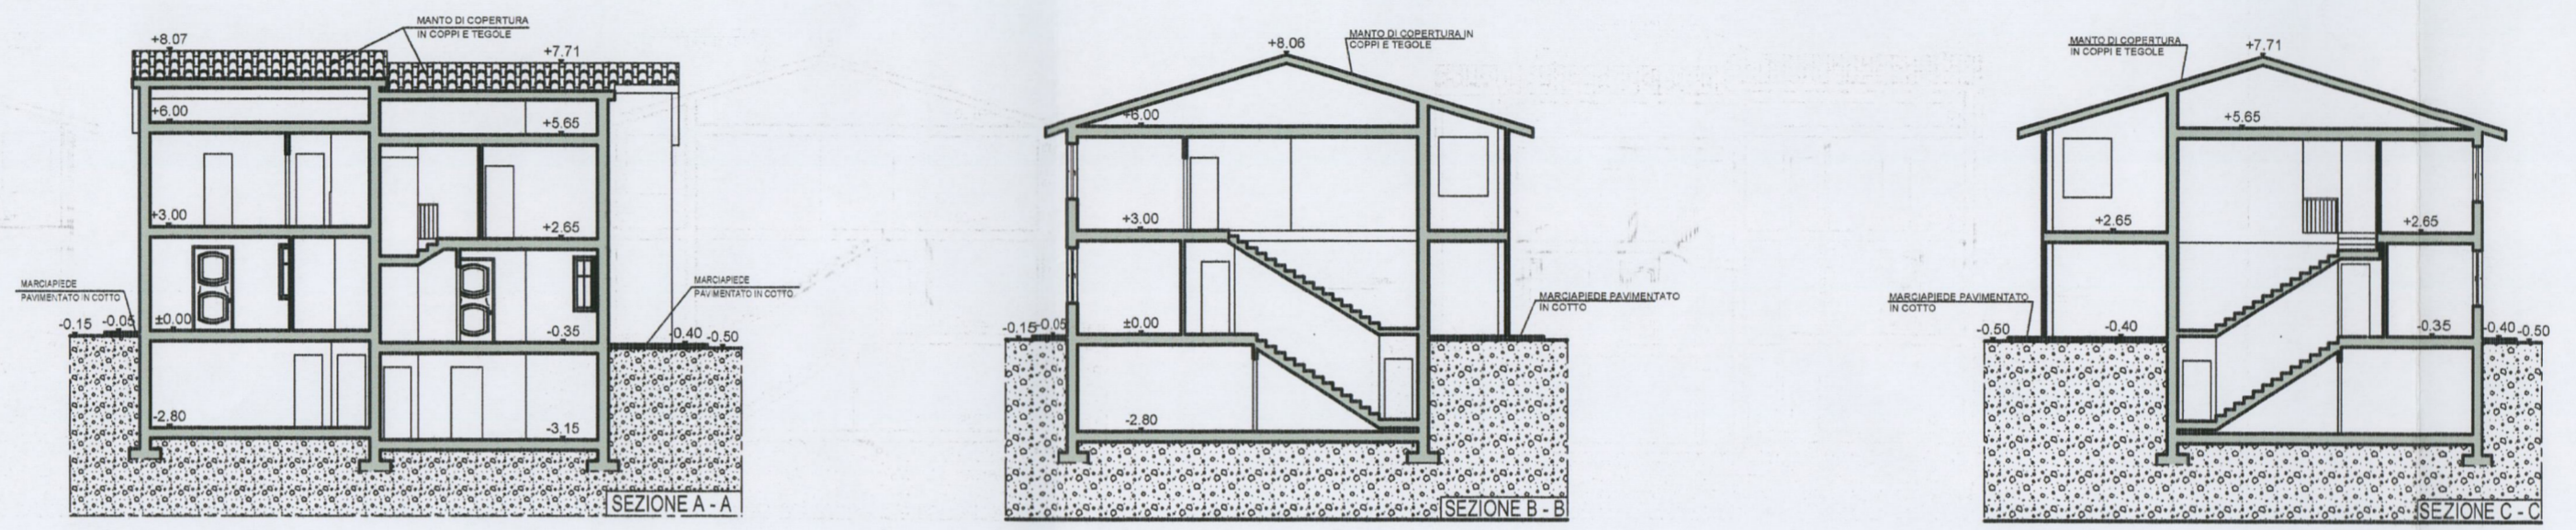 MANTO DI COPERTURA
IN COPPI E TEGOLE
+8.07
+7.71
+6.00
+5.65
+3.00
+2.65
MARCIAPIEDE
PAVIMENTATO IN COTTO
MARCIAPIEDE
PAVIMENTATO IN COTTO
-0.15 -0.05 ±0.00
-0.35
-0.40 -0.50
-2.80
-3.15
SEZIONE A - A
MANTO DI COPERTURA IN
COPPI E TEGOLE
+8.06
+6.00
+3.00
MARCIAPIEDE PAVIMENTATO
IN COTTO
-0.15 -0.05
±0.00
-2.80
SEZIONE B - B
MANTO DI COPERTURA
IN COPPI E TEGOLE
+7.71
+5.65
+2.65
+2.65
MARCIAPIEDE PAVIMENTATO
IN COTTO
-0.50
-0.40
-0.35
-0.40 -0.50
SEZIONE C - C